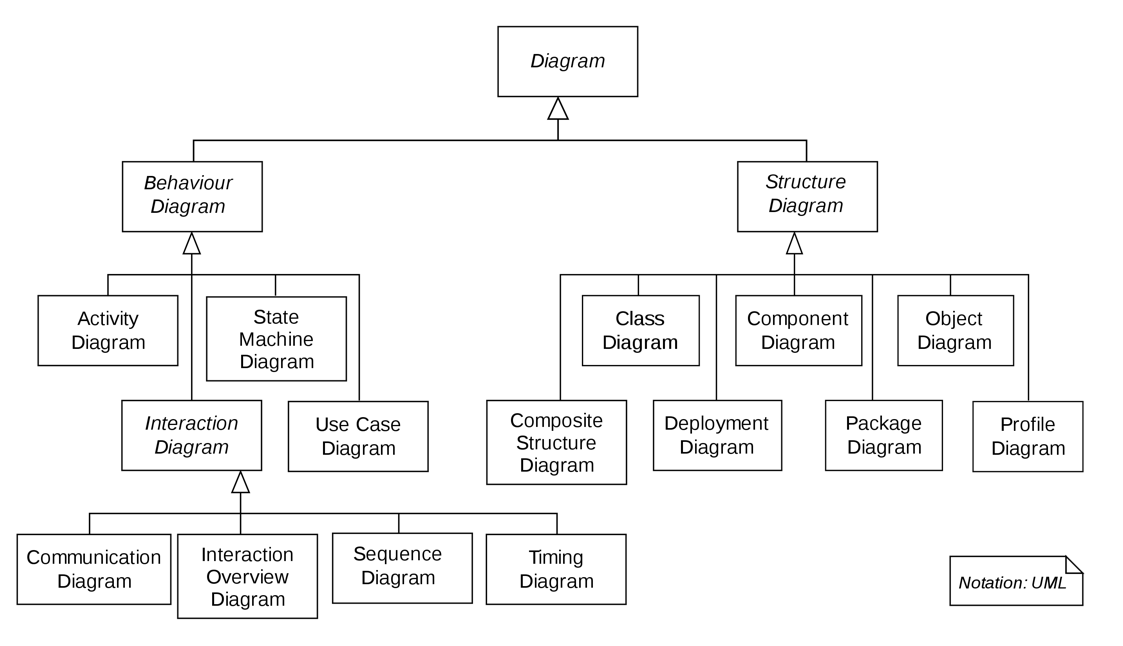 Diagram
Behaviour
Diagram
Structure
Diagram
Activity
Diagram
State
Machine
Diagram
Class
Diagram
Component
Diagram
Object
Diagram
Interaction
Diagram
Use Case
Diagram
Composite
Structure
Diagram
Deployment
Diagram
Package
Diagram
Profile
Diagram
Communication
Diagram
Interaction
Overview
Diagram
Sequence
Diagram
Timing
Diagram
Notation: UML